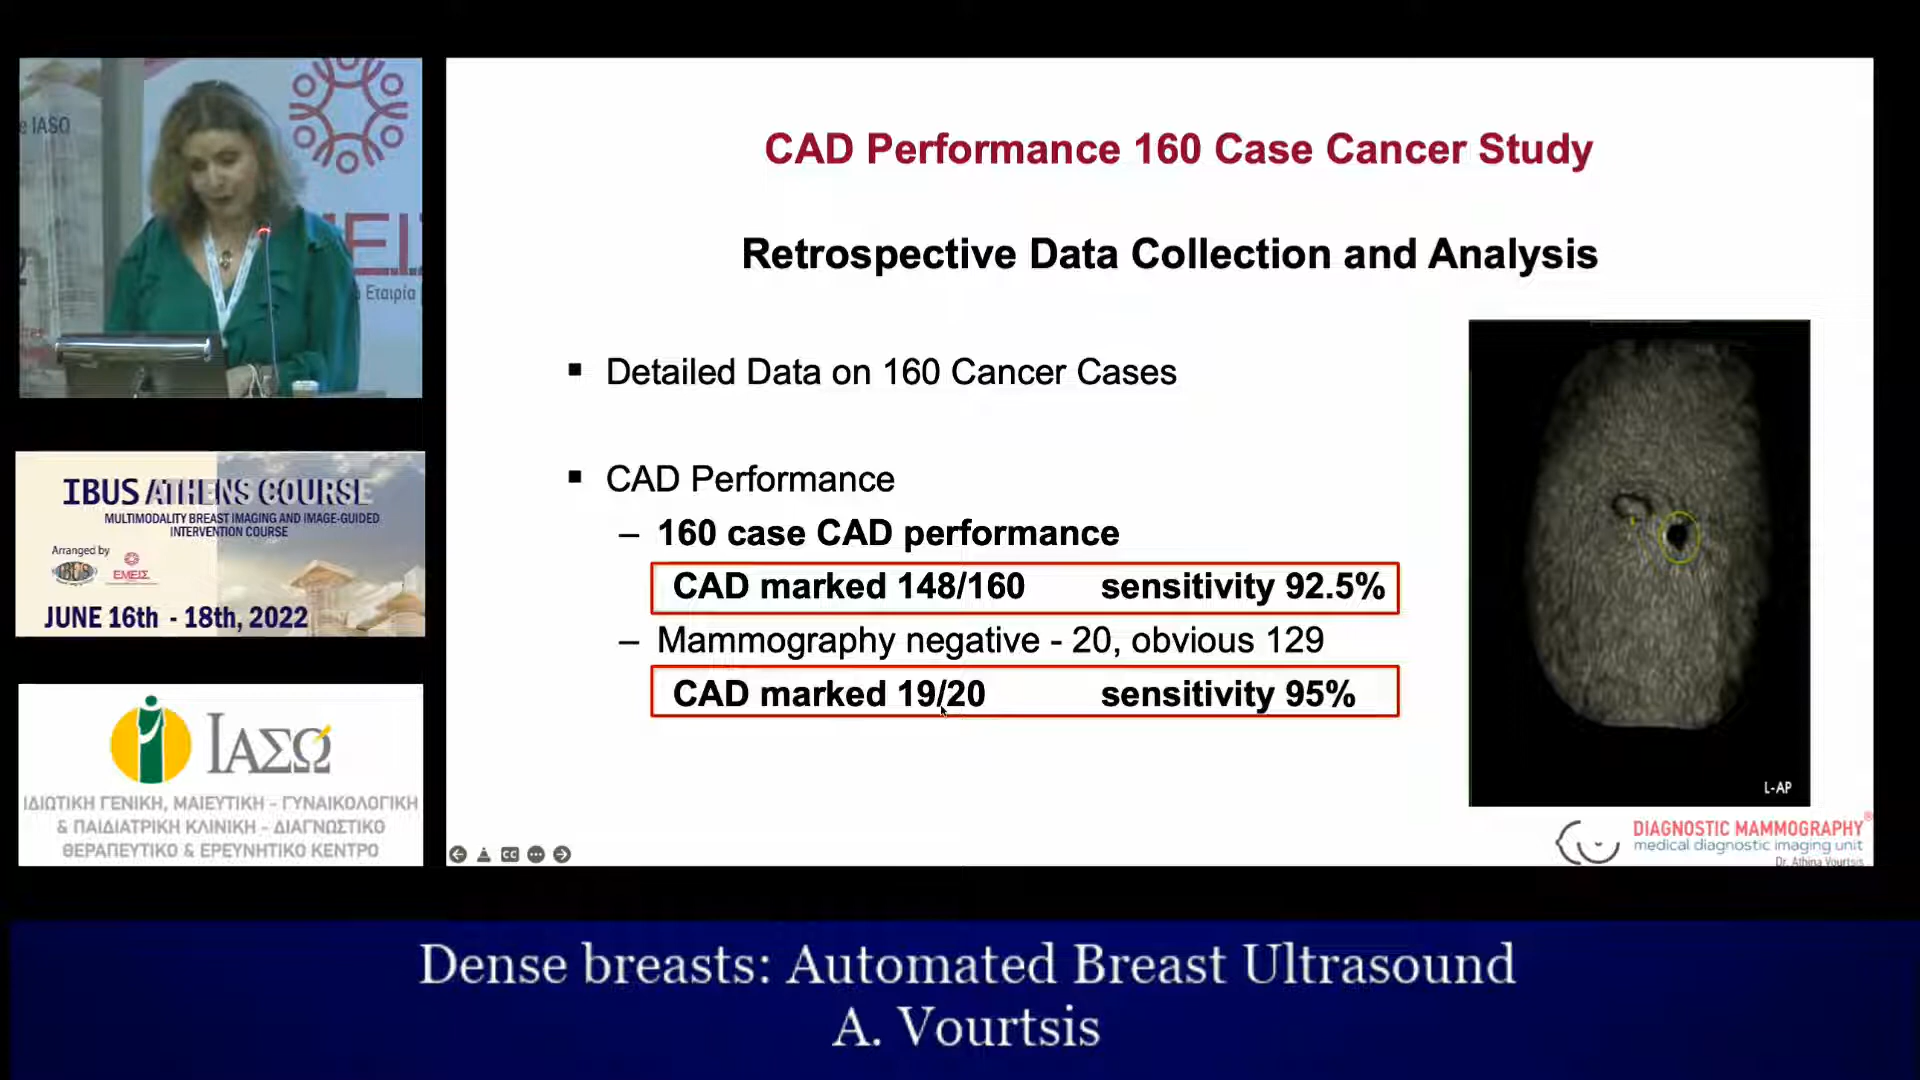 e IASO
ΜΕΙΣ
Εταιρία
CAD Performance 160 Case Cancer Study
Retrospective Data Collection and Analysis
▪ Detailed Data on 160 Cancer Cases
▪ CAD Performance
– 160 case CAD performance
CAD marked 148/160 sensitivity 92.5%
– Mammography negative - 20, obvious 129
CAD marked 19/20 sensitivity 95%
L-AP
DIAGNOSTIC MAMMOGRAPHY®
medical diagnostic imaging unit
Dr. Athina Vourtsis
CC
IBUS ATHENS COURSE
MULTIMODALITY BREAST IMAGING AND IMAGE-GUIDED
INTERVENTION COURSE
Arranged by
IBUS ΕΜΕΙΣ
JUNE 16th - 18th, 2022
ΙΑΣΩ
ΙΔΙΩΤΙΚΗ ΓΕΝΙΚΗ, ΜΑΙΕΥΤΙΚΗ - ΓΥΝΑΙΚΟΛΟΓΙΚΗ
& ΠΑΙΔΙΑΤΡΙΚΗ ΚΛΙΝΙΚΗ - ΔΙΑΓΝΩΣΤΙΚΟ
ΘΕΡΑΠΕΥΤΙΚΟ & ΕΡΕΥΝΗΤΙΚΟ ΚΕΝΤΡΟ
Dense breasts: Automated Breast Ultrasound
A. Vourtsis